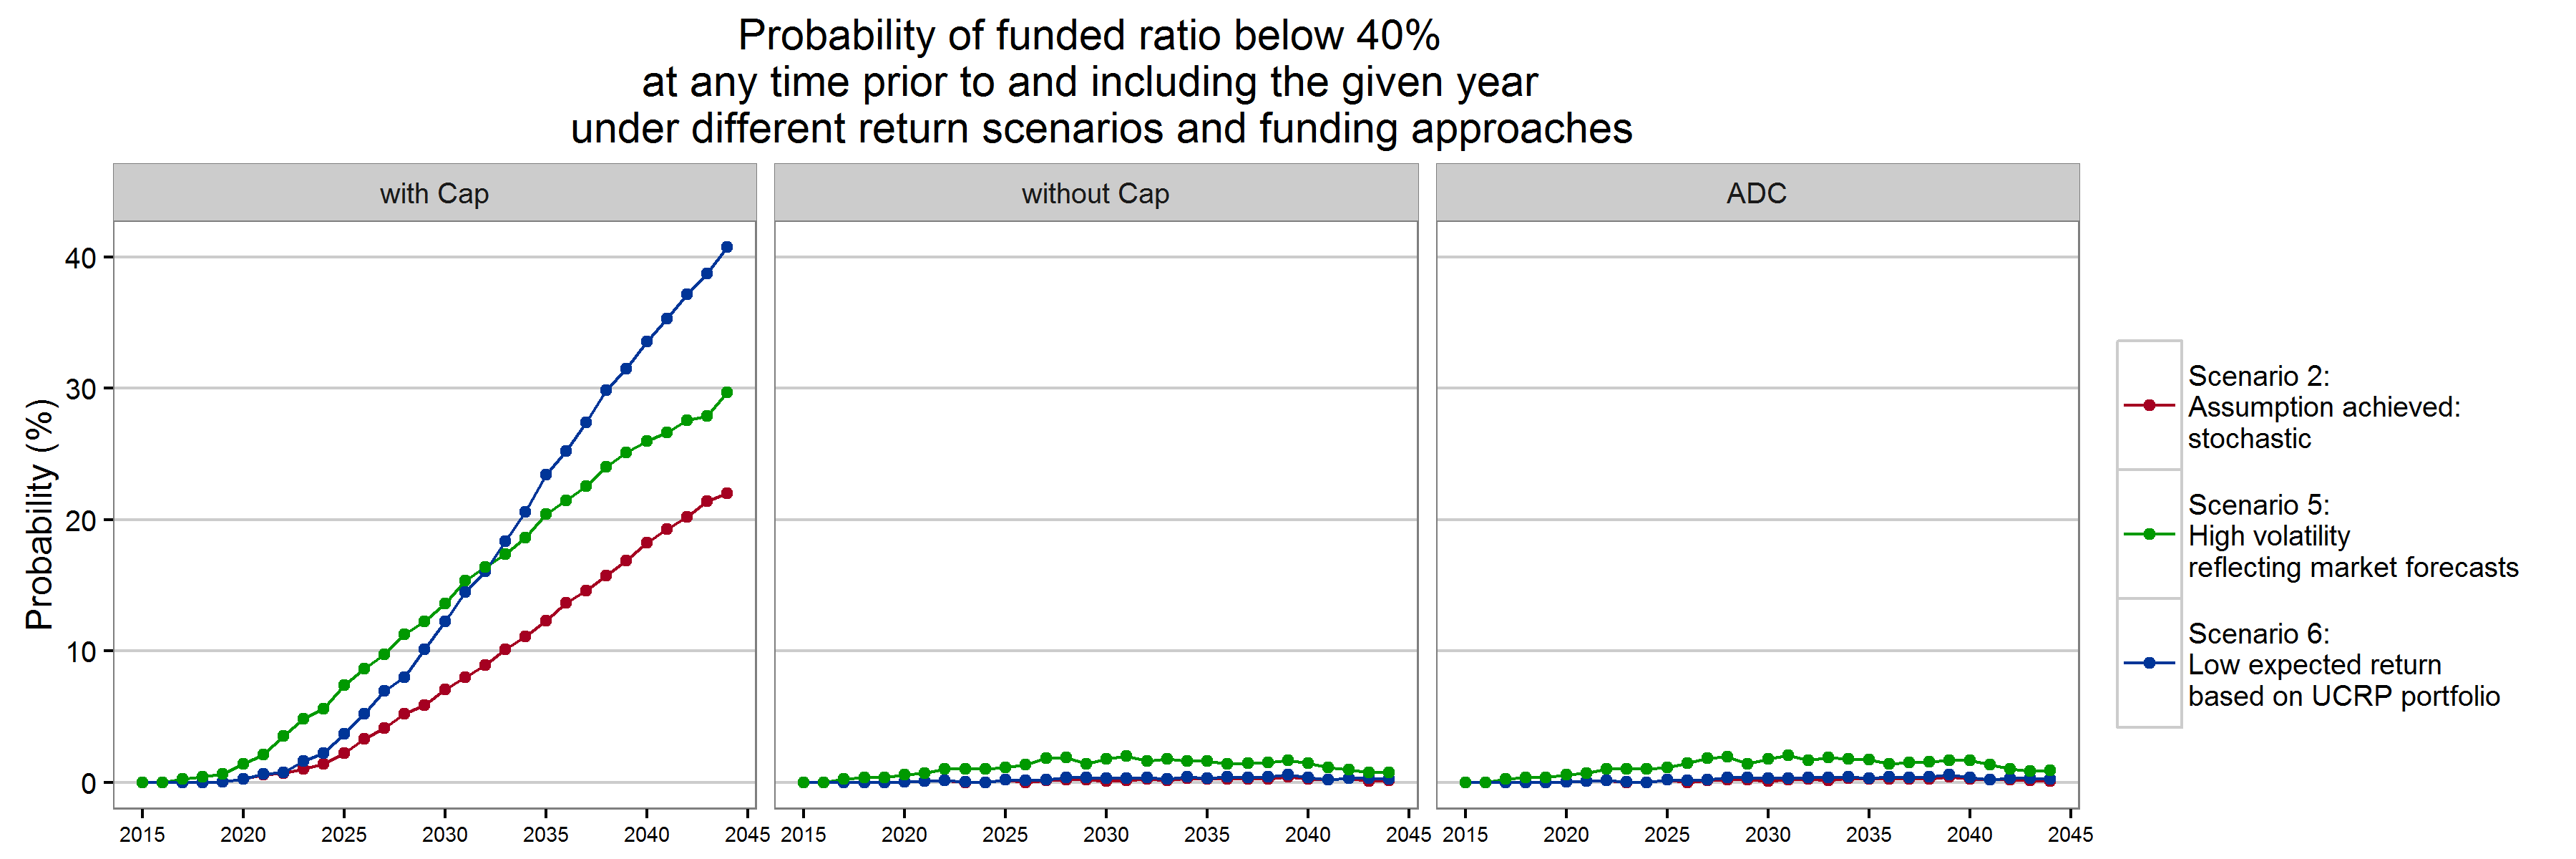 Probability of funded ratio below 40%
at any time prior to and including the given year
under different return scenarios and funding approaches
with Cap
without Cap
ADC
Probability (%)
40
30
20
10
0
2015 2020 2025 2030 2035 2040 2045
2015 2020 2025 2030 2035 2040 2045
2015 2020 2025 2030 2035 2040 2045
Scenario 2:
Assumption achieved:
stochastic
Scenario 5:
High volatility
reflecting market forecasts
Scenario 6:
Low expected return
based on UCRP portfolio